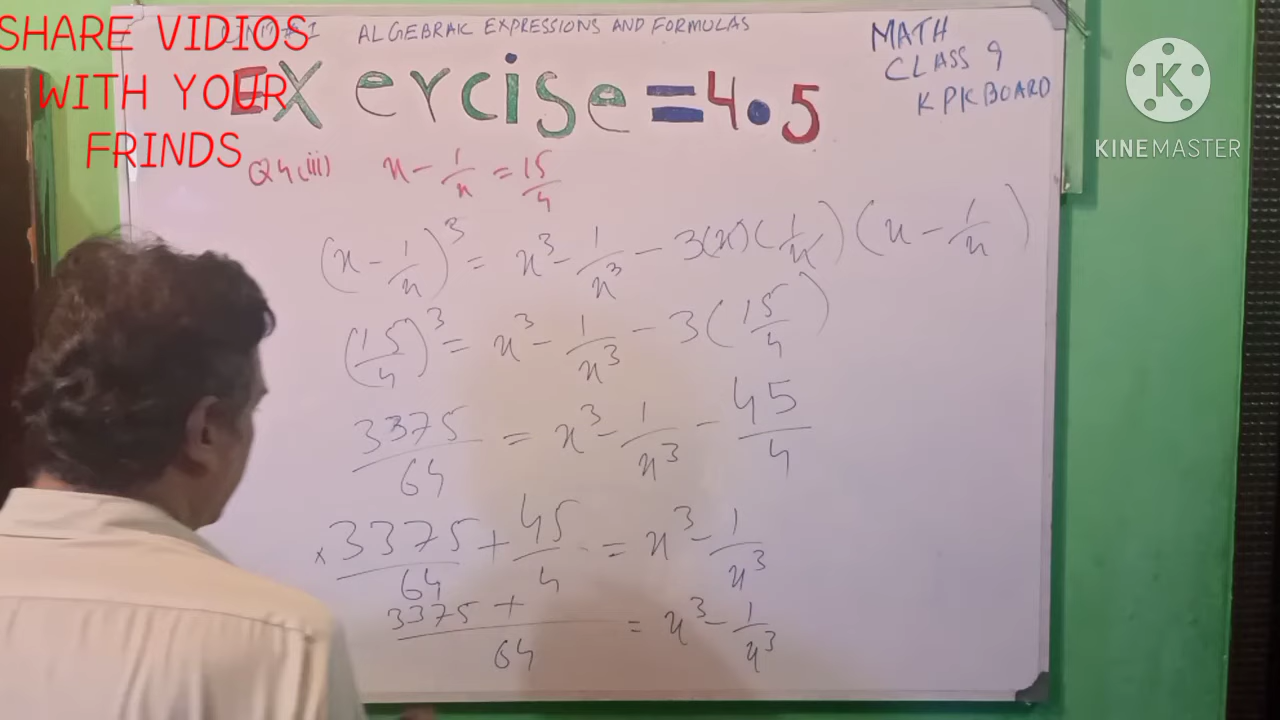 SHARE VIDIOS
WITH YOUR
FRINDS
ALGEBRAIC EXPRESSIONS AND FORMULAS
MATH
CLASS 9
KPK BOARD
K
KINEMASTER
EXercise = 4.5
Q4(iii) x - 1/x = 15/4
(x - 1/x)^3 = x^3 - 1/x^3 - 3(x)(1/x)(x - 1/x)
(15/4)^3 = x^3 - 1/x^3 - 3(15/4)
3375/64 = x^3 - 1/x^3 - 45/4
3375/64 + 45/4 = x^3 - 1/x^3
3375 + /64 = x^3 - 1/x^3